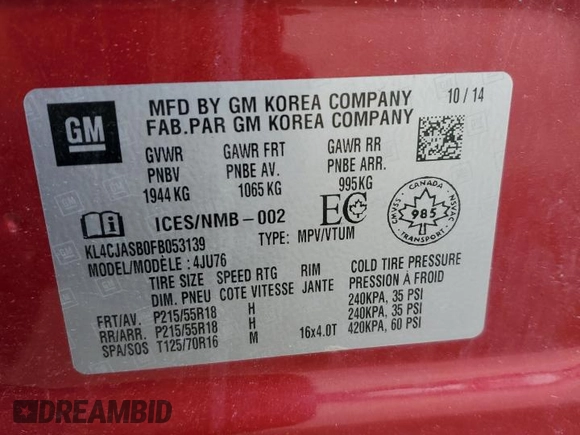 GM
MFD BY GM KOREA COMPANY
FAB.PAR GM KOREA COMPANY
10/14
GVWR GAWR FRT GAWR RR
PNBV PNBE AV. PNBE ARR.
1944 KG 1065 KG 995KG
ICES/NMB-002
EC
CANADA
CMVSS 985 NSVAC
KL4CJASB0FB053139 TYPE: MPV/VTUM
MODEL/MODÈLE: 4JU76
TIRE SIZE SPEED RTG RIM COLD TIRE PRESSURE
DIM. PNEU COTE VITESSE JANTE PRESSION À FROID
FRT/AV. P215/55R18 H 240KPA, 35 PSI
RR/ARR. P215/55R18 H 240KPA, 35 PSI
SPA/SOS T125/70R16 M 16x4.0T 420KPA, 60 PSI
DREAMBID